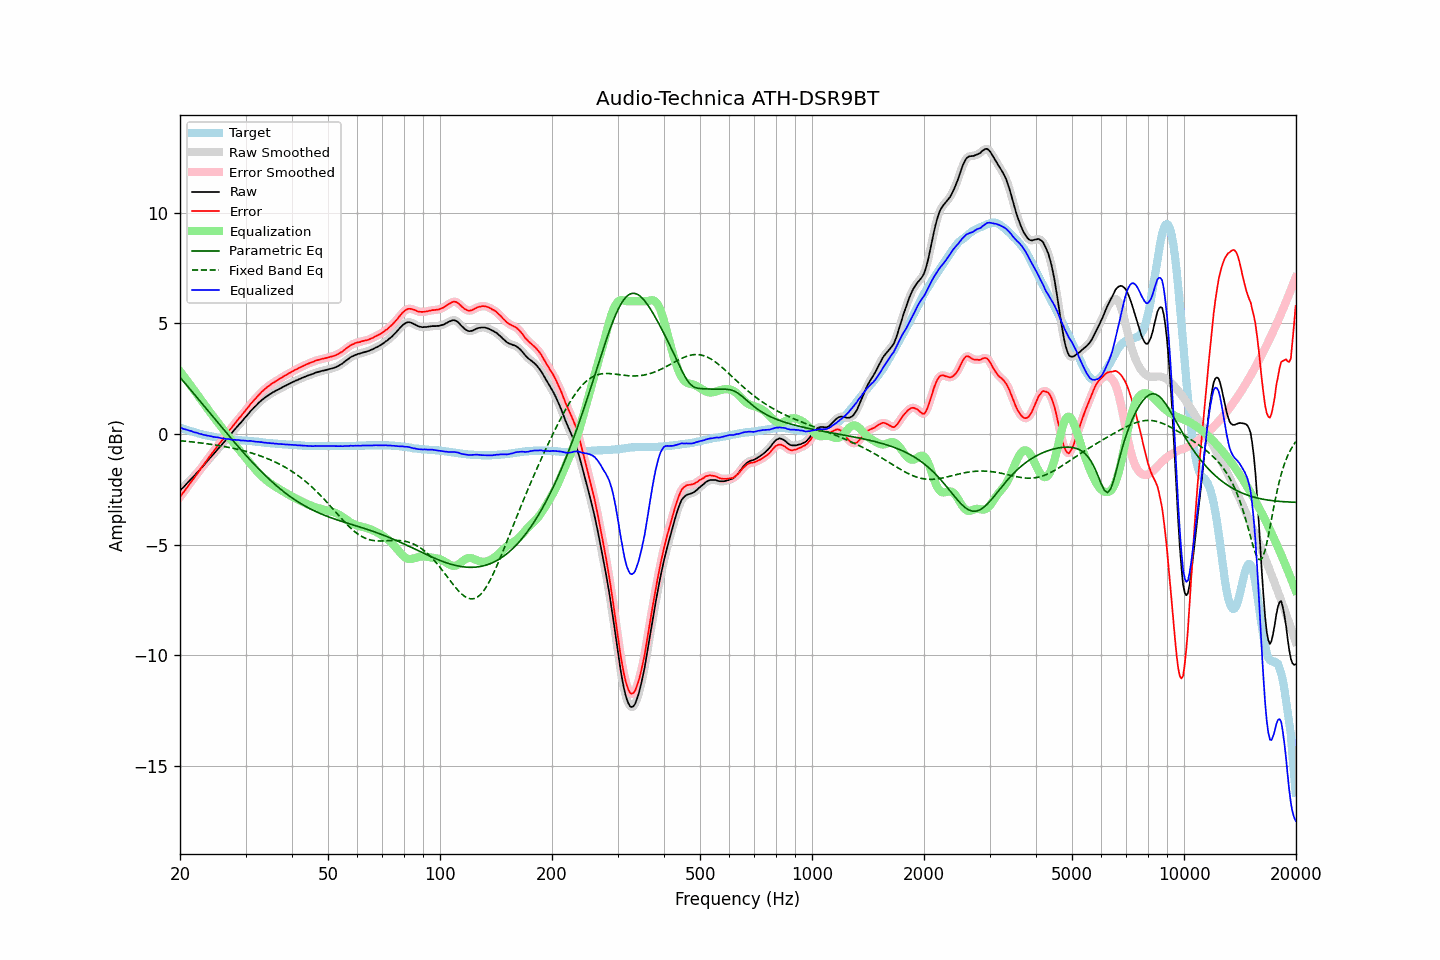 Audio-Technica ATH-DSR9BT
Target
Raw Smoothed
Error Smoothed
Raw
Error
Equalization
Parametric Eq
Fixed Band Eq
Equalized
Amplitude (dBr)
10
5
0
−5
−10
−15
20 50 100 200 500 1000 2000 5000 10000 20000
Frequency (Hz)